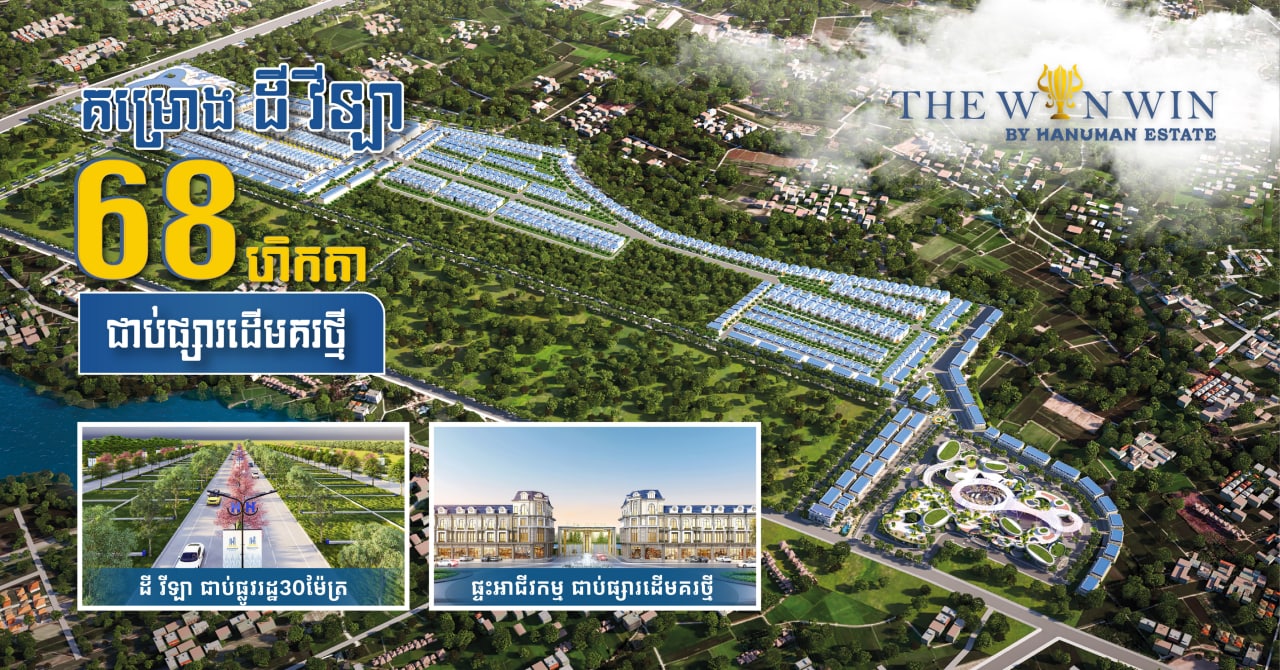 គម្រោង ដី វីឡា
68 ហិកតា
ជាប់ផ្សារដើមគរថ្មី
THE WIN WIN
BY HANUMAN ESTATE
ដី វីឡា ជាប់ផ្លូវរដ្ឋ30ម៉ែត្រ
ផ្ទះអាជីវកម្ម ជាប់ផ្សារដើមគរថ្មី